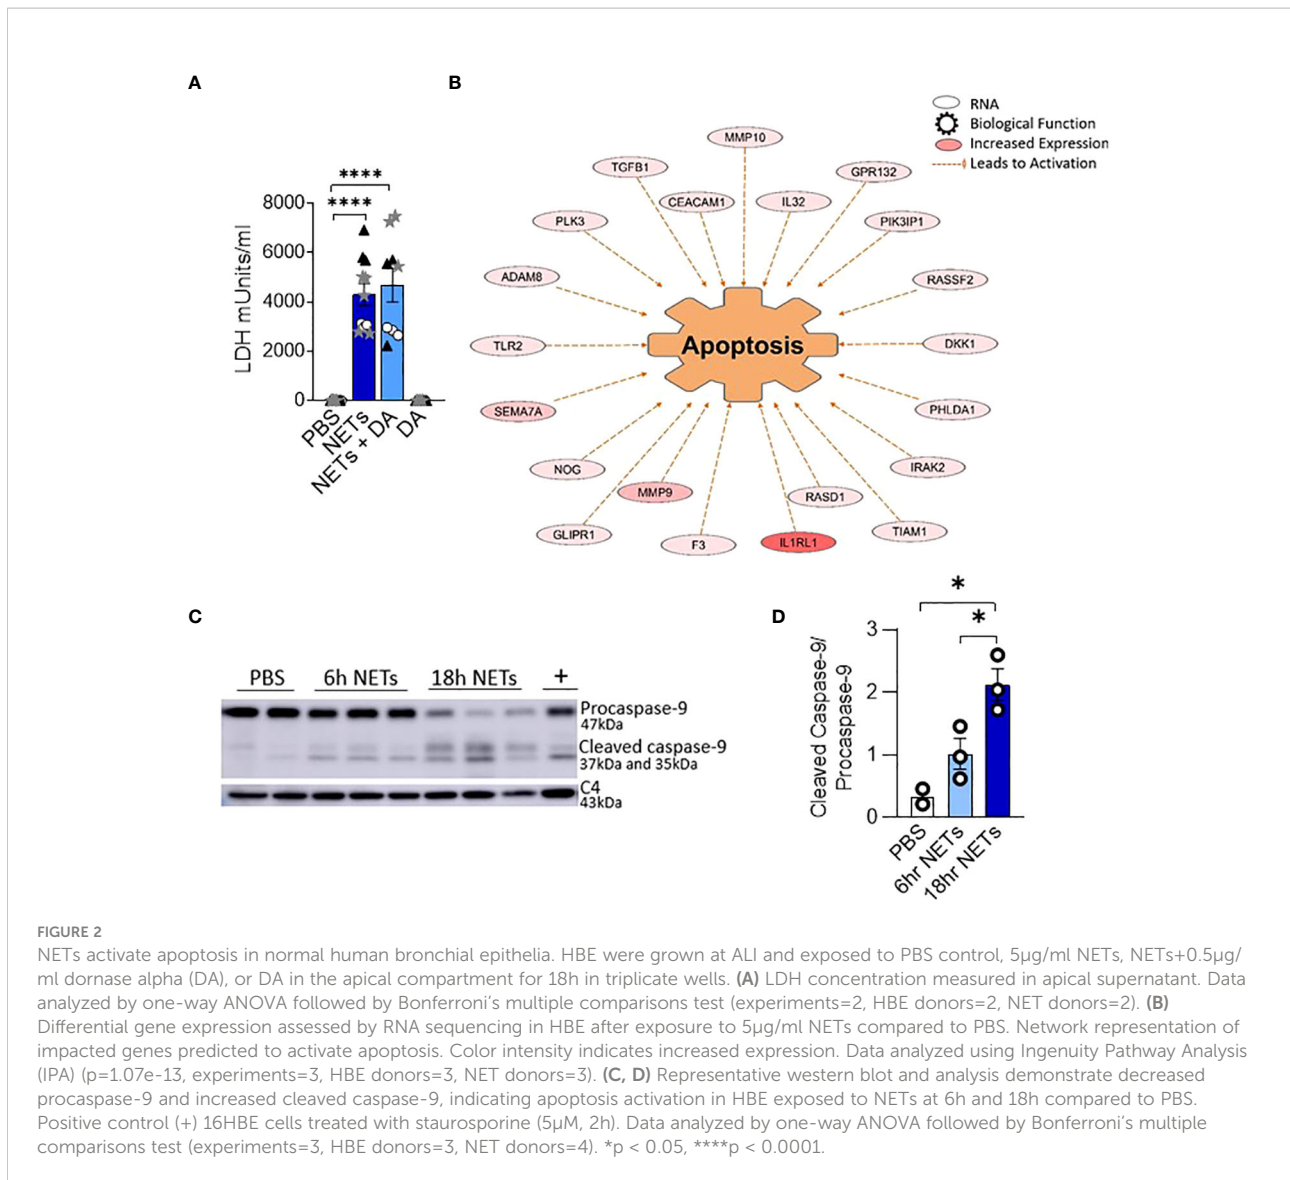 A
****
****
8000
6000
4000
2000
0
LDH mUnits/ml
PBS
NETs
NETs + DA
DA
B
RNA
Biological Function
Increased Expression
Leads to Activation
MMP10
TGFB1
GPR132
CEACAM1
IL32
PLK3
PIK3IP1
ADAM8
RASSF2
Apoptosis
TLR2
DKK1
SEMA7A
PHLDA1
NOG
IRAK2
MMP9
RASD1
GLIPR1
F3
IL1RL1
TIAM1
C
PBS
6h NETs
18h NETs
+
Procaspase-9
47kDa
Cleaved caspase-9
37kDa and 35kDa
C4
43kDa
D
*
*
3
2
1
0
Cleaved Caspase-9/
Procaspase-9
PBS
6hr NETs
18hr NETs
FIGURE 2
NETs activate apoptosis in normal human bronchial epithelia. HBE were grown at ALI and exposed to PBS control, 5µg/ml NETs, NETs+0.5µg/
ml dornase alpha (DA), or DA in the apical compartment for 18h in triplicate wells. (A) LDH concentration measured in apical supernatant. Data
analyzed by one-way ANOVA followed by Bonferroni's multiple comparisons test (experiments=2, HBE donors=2, NET donors=2). (B)
Differential gene expression assessed by RNA sequencing in HBE after exposure to 5µg/ml NETs compared to PBS. Network representation of
impacted genes predicted to activate apoptosis. Color intensity indicates increased expression. Data analyzed using Ingenuity Pathway Analysis
(IPA) (p=1.07e-13, experiments=3, HBE donors=3, NET donors=3). (C, D) Representative western blot and analysis demonstrate decreased
procaspase-9 and increased cleaved caspase-9, indicating apoptosis activation in HBE exposed to NETs at 6h and 18h compared to PBS.
Positive control (+) 16HBE cells treated with staurosporine (5µM, 2h). Data analyzed by one-way ANOVA followed by Bonferroni's multiple
comparisons test (experiments=3, HBE donors=3, NET donors=4). *p < 0.05, ****p < 0.0001.